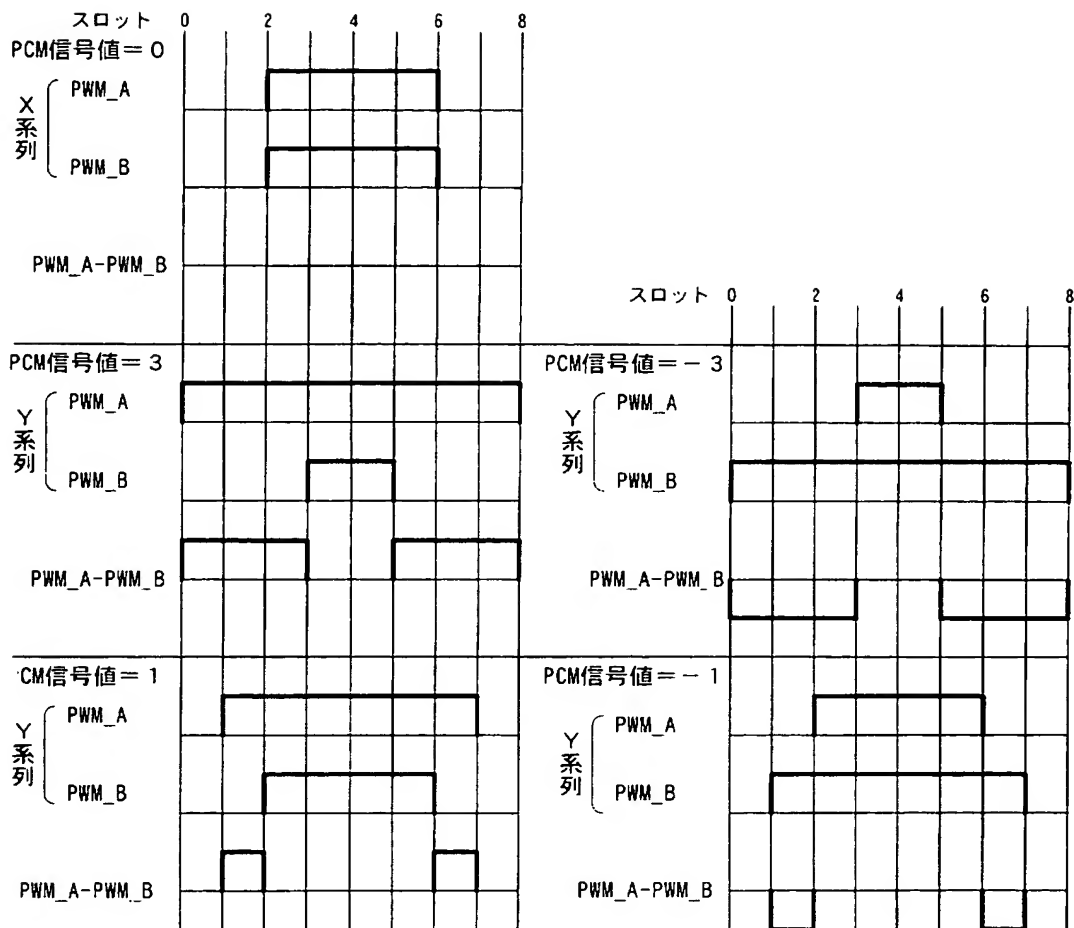 スロット 0 2 4 6 8
PCM信号値=0
X系列
PWM_A
PWM_B
PWM_A-PWM_B
スロット 0 2 4 6 8
PCM信号値=3
Y系列
PWM_A
PWM_B
PWM_A-PWM_B
PCM信号値=-3
Y系列
PWM_A
PWM_B
PWM_A-PWM_B
CM信号値=1
Y系列
PWM_A
PWM_B
PWM_A-PWM_B
PCM信号値=-1
Y系列
PWM_A
PWM_B
PWM_A-PWM_B